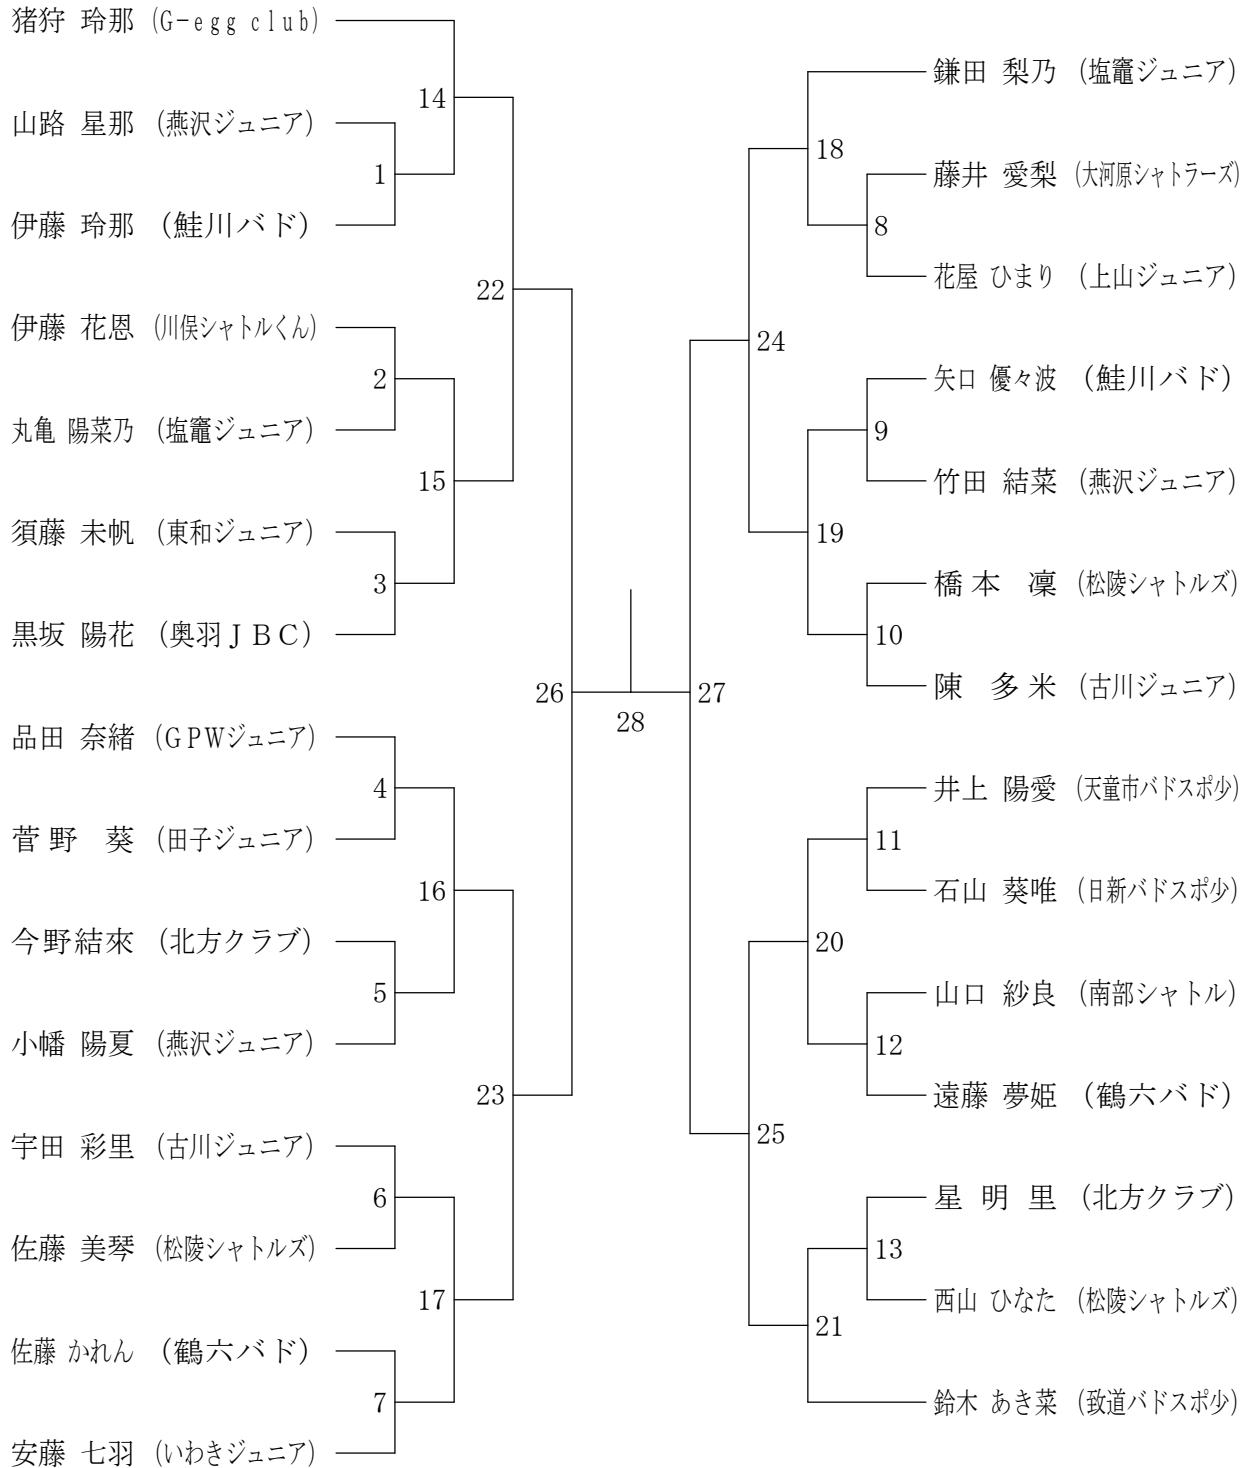 猪狩 玲那 (G-egg club)
14
山路 星那 (燕沢ジュニア)
1
伊藤 玲那 (鮭川バド)
22
伊藤 花恩 (川俣シャトルくん)
2
丸亀 陽菜乃 (塩竈ジュニア)
15
須藤 未帆 (東和ジュニア)
3
黒坂 陽花 (奥羽ＪＢＣ)
26
品田 奈緒 (ＧＰＷジュニア)
4
菅野 葵 (田子ジュニア)
16
今野結來 (北方クラブ)
5
小幡 陽夏 (燕沢ジュニア)
23
宇田 彩里 (古川ジュニア)
6
佐藤 美琴 (松陵シャトルズ)
17
佐藤 かれん (鶴六バド)
7
安藤 七羽 (いわきジュニア)
28
鎌田 梨乃 (塩竈ジュニア)
18
藤井 愛梨 (大河原シャトラーズ)
8
花屋 ひまり (上山ジュニア)
24
矢口 優々波 (鮭川バド)
9
竹田 結菜 (燕沢ジュニア)
19
橋本 凜 (松陵シャトルズ)
10
陳 多米 (古川ジュニア)
27
井上 陽愛 (天童市バドスポ少)
11
石山 葵唯 (日新バドスポ少)
20
山口 紗良 (南部シャトル)
12
遠藤 夢姫 (鶴六バド)
25
星 明里 (北方クラブ)
13
西山 ひなた (松陵シャトルズ)
21
鈴木 あき菜 (致道バドスポ少)